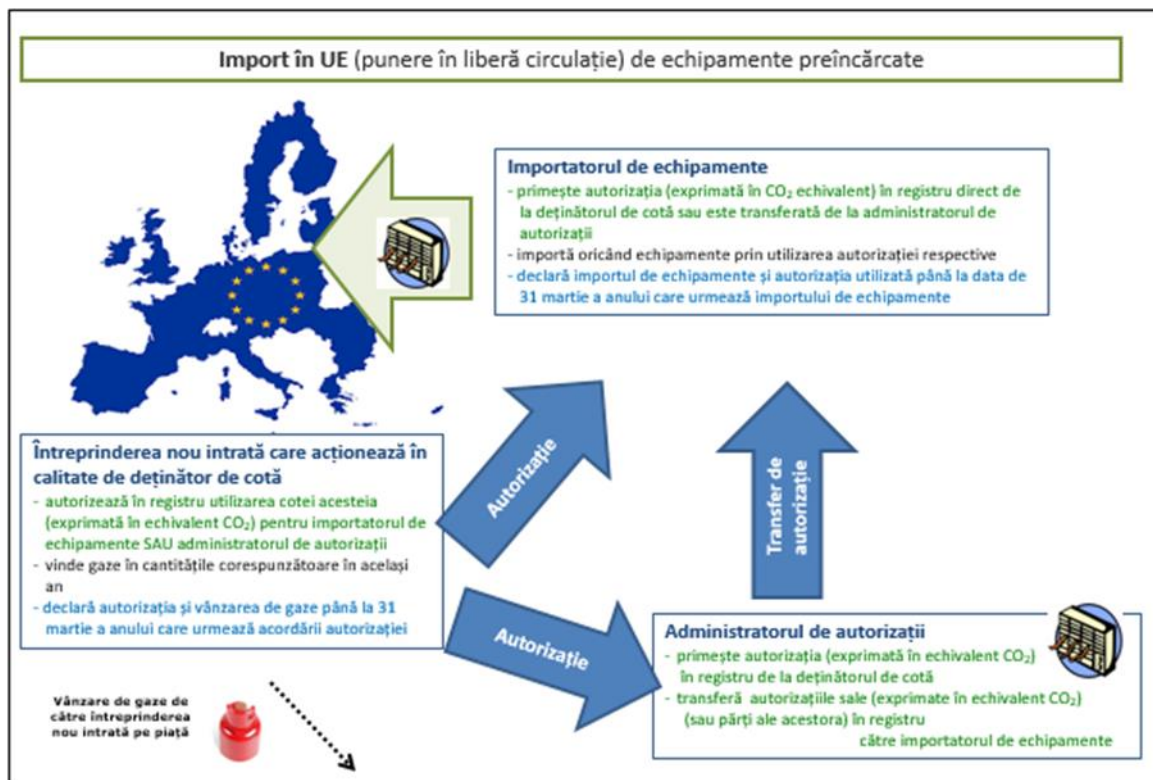 Import în UE (punere în liberă circulație) de echipamente preîncărcate
Importatorul de echipamente
- primește autorizația (exprimată în CO₂ echivalent) în registru direct de
la deținătorul de cotă sau este transferată de la administratorul de
autorizații
- importă oricând echipamente prin utilizarea autorizației respective
- declară importul de echipamente și autorizația utilizată până la data de
31 martie a anului care urmează importului de echipamente
Întreprinderea nou intrată care acționează în
calitate de deținător de cotă
- autorizează în registru utilizarea cotei acesteia
(exprimată în echivalent CO₂) pentru importatorul de
echipamente SAU administratorul de autorizații
- vinde gaze în cantitățile corespunzătoare în același
an
- declară autorizația și vânzarea de gaze până la 31
martie a anului care urmează acordării autorizației
Autorizație
Transfer de
autorizație
Autorizație
Administratorul de autorizații
- primește autorizația (exprimată în echivalent CO₂)
în registru de la deținătorul de cotă
- transferă autorizațiile sale (exprimate în echivalent CO₂)
(sau părți ale acestora) în registru
către importatorul de echipamente
Vânzare de gaze de
către întreprinderea
nou intrată pe piață